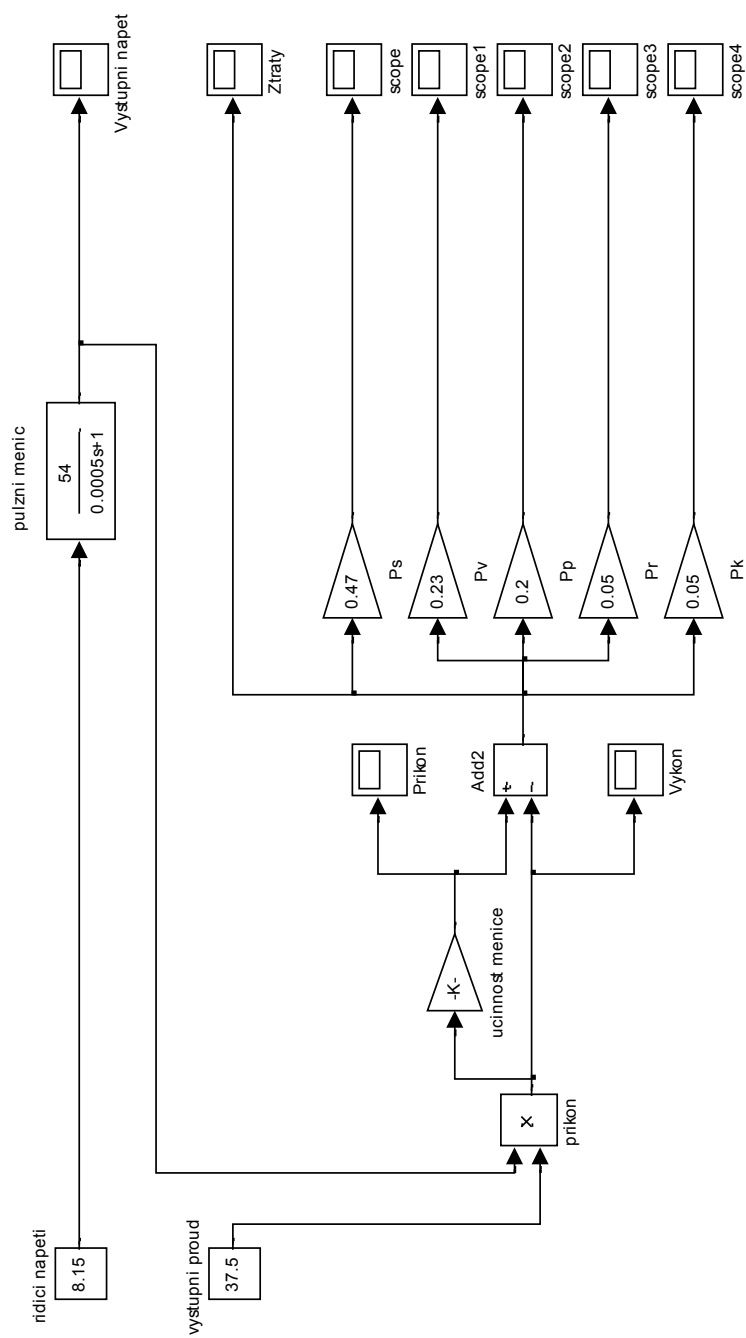 ridici napeti
8.15
pulzni menic
54
0.0005s+1
Vystupni napet
vystupni proud
37.5
Ztraty
x
prikon
-K-
ucinnost menice
Prikon
Add2
+
−
Vykon
0.47
Ps
scope
0.23
Pv
scope1
0.2
Pp
scope2
0.05
Pr
scope3
0.05
Pk
scope4